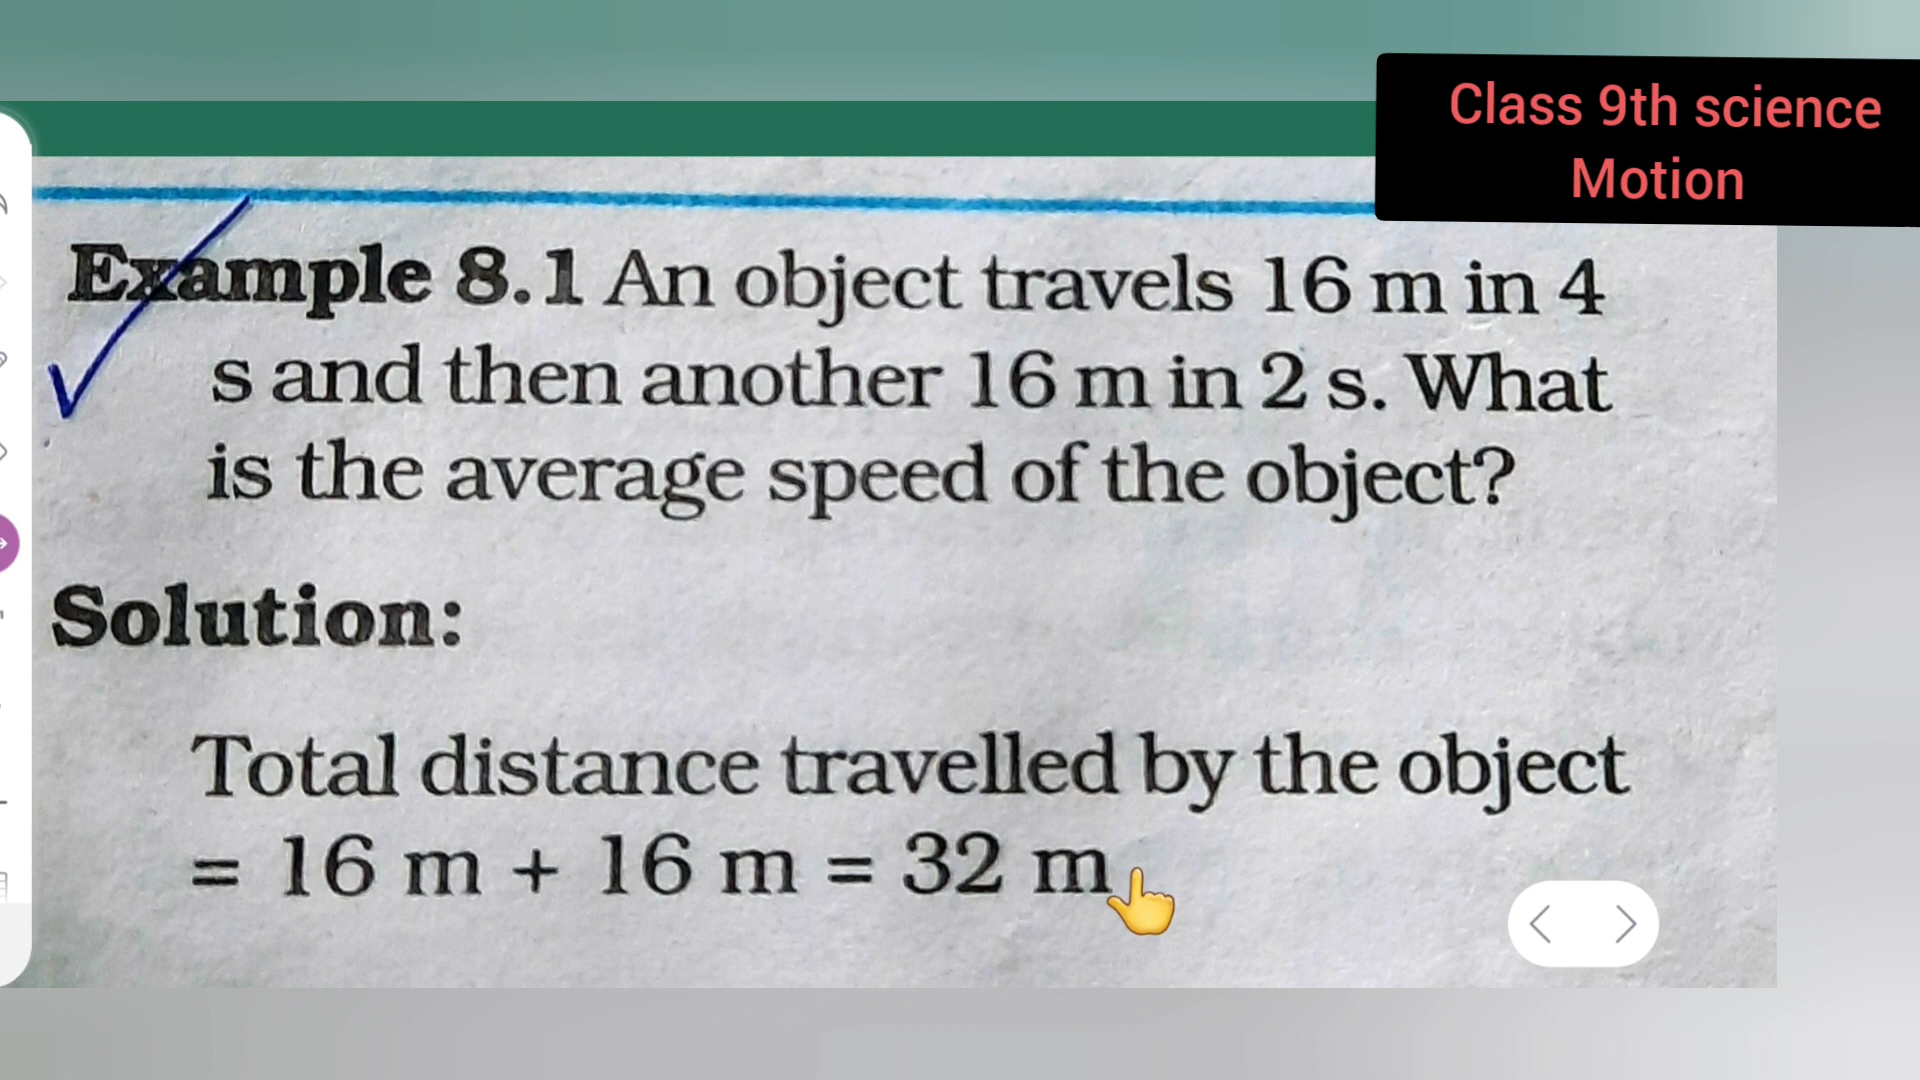 Class 9th science
Motion
Example 8.1 An object travels 16 m in 4
s and then another 16 m in 2 s. What
is the average speed of the object?
Solution:
Total distance travelled by the object
= 16 m + 16 m = 32 m